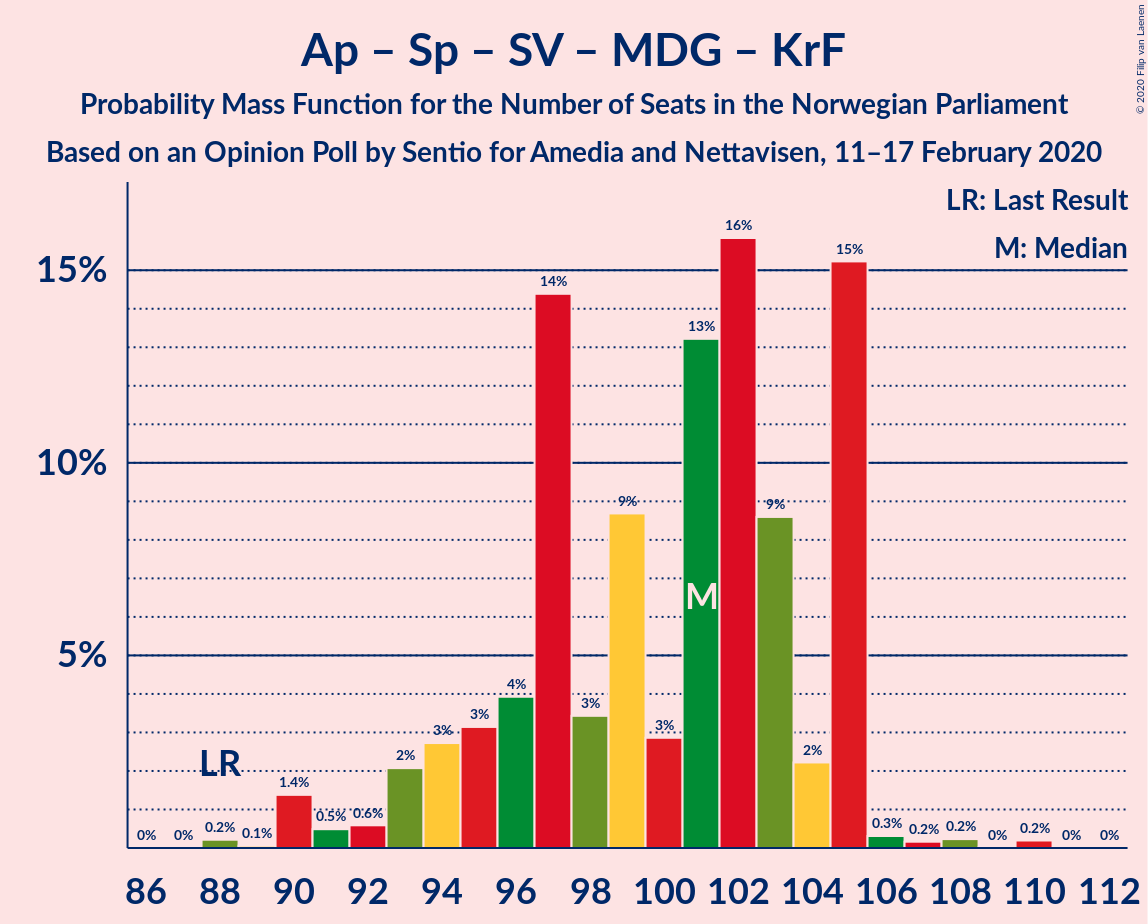 Ap – Sp – SV – MDG – KrF
Probability Mass Function for the Number of Seats in the Norwegian Parliament
Based on an Opinion Poll by Sentio for Amedia and Nettavisen, 11–17 February 2020
© 2020 Filip van Laenen
LR: Last Result
M: Median
15%
10%
5%
0% 0% 0.2% 0.1% 1.4% 0.5% 0.6% 2% 3% 3% 4% 14% 3% 9% 3% 13% 16% 9% 2% 15% 0.3% 0.2% 0.2% 0% 0.2% 0% 0%
LR
M
86 88 90 92 94 96 98 100 102 104 106 108 110 112